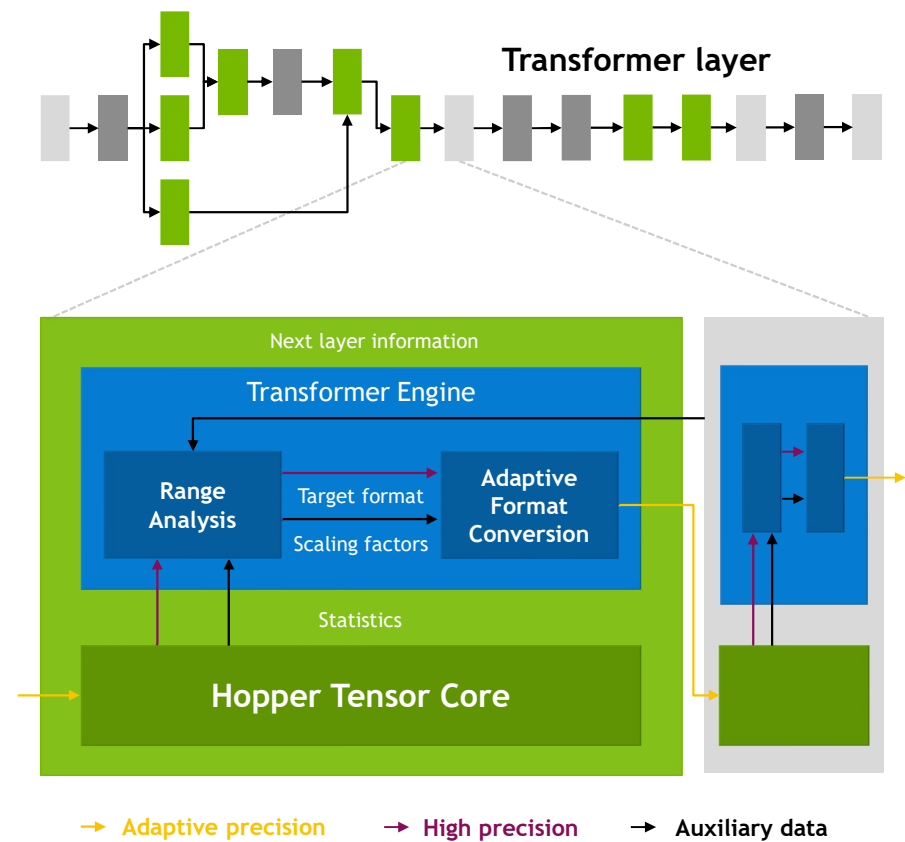 Transformer layer
Next layer information
Transformer Engine
Range
Analysis
Target format
Scaling factors
Adaptive
Format
Conversion
Statistics
Hopper Tensor Core
Adaptive precision
High precision
Auxiliary data